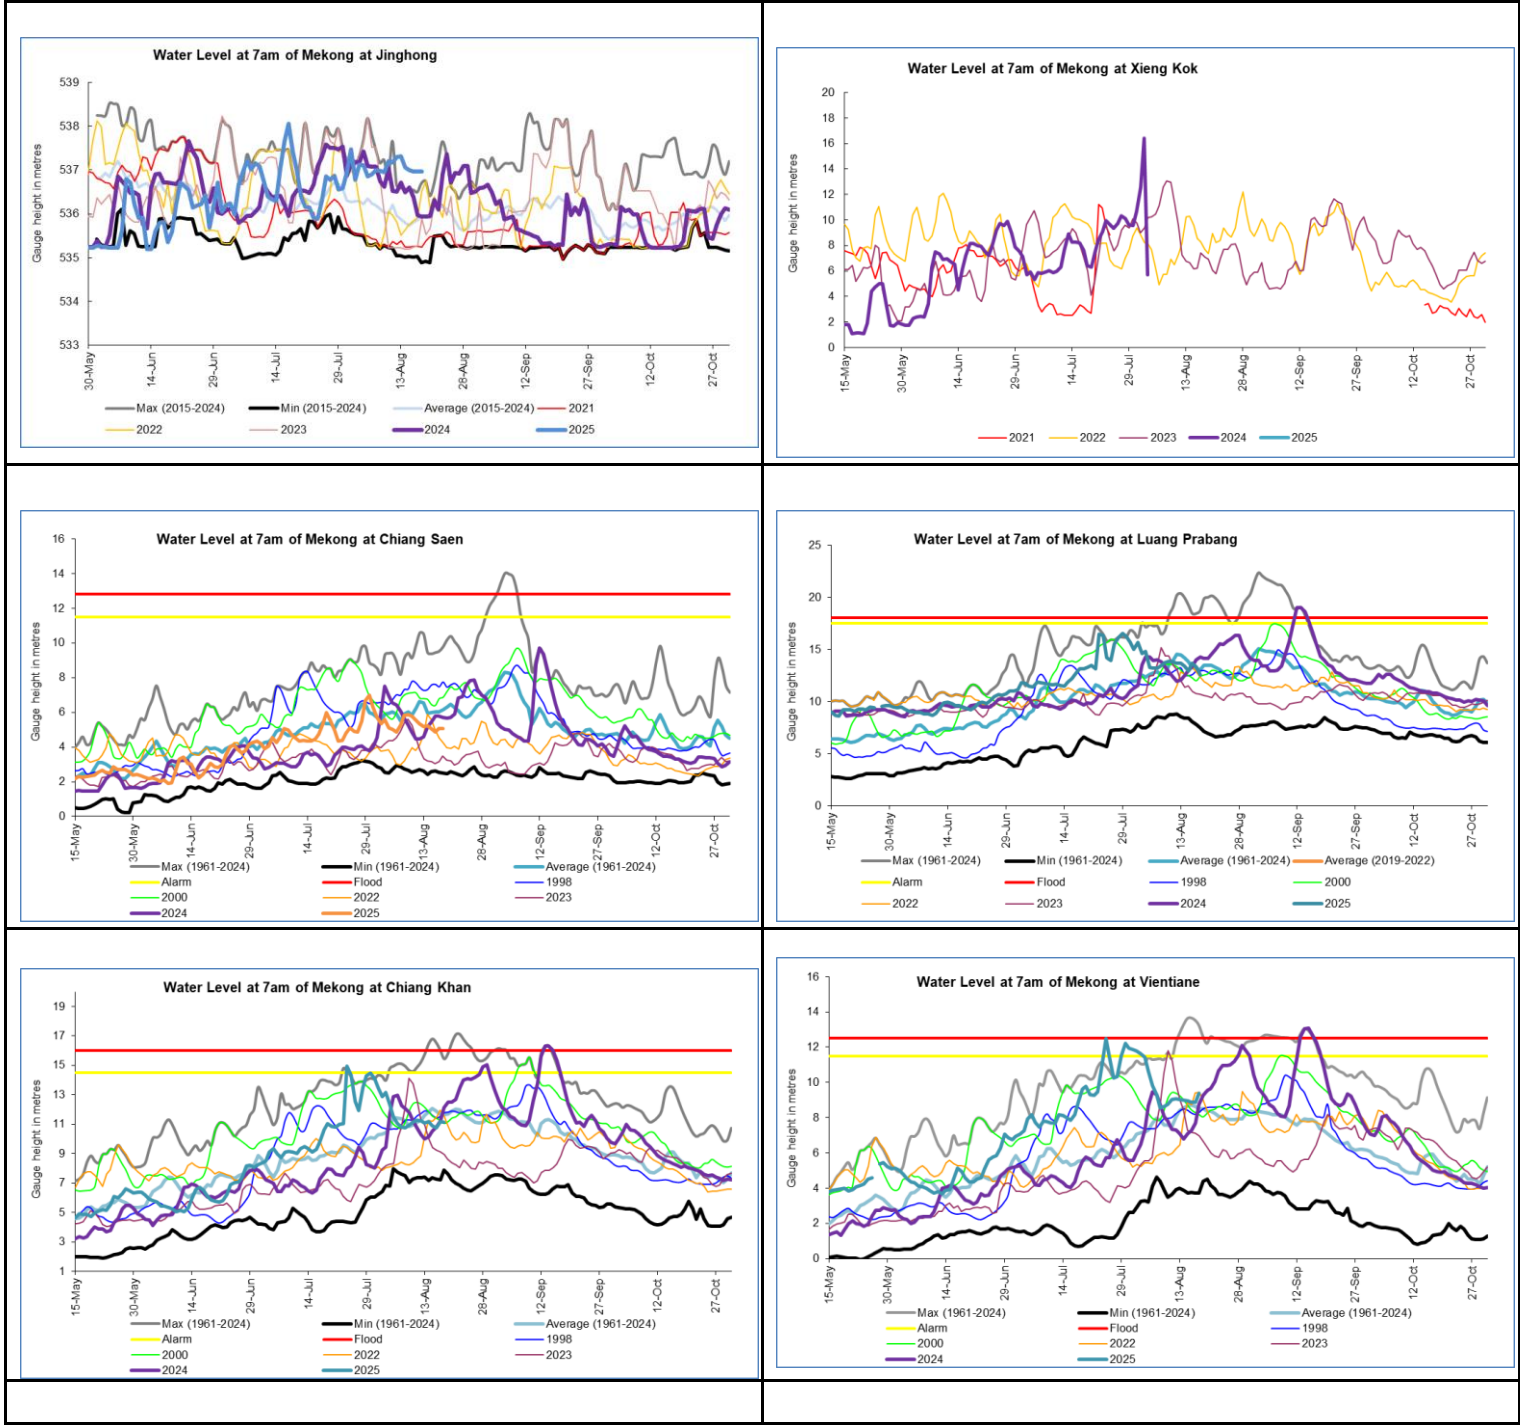 Water Level at 7am of Mekong at Jinghong
Gauge height in metres
539
538
537
536
535
534
533
30-May
14-Jun
29-Jun
14-Jul
29-Jul
13-Aug
28-Aug
12-Sep
27-Sep
12-Oct
27-Oct
Max (2015-2024)
Min (2015-2024)
Average (2015-2024)
2021
2022
2023
2024
2025
Water Level at 7am of Mekong at Xieng Kok
Gauge height in metres
20
18
16
14
12
10
8
6
4
2
0
15-May
30-May
14-Jun
29-Jun
14-Jul
29-Jul
13-Aug
28-Aug
12-Sep
27-Sep
12-Oct
27-Oct
2021
2022
2023
2024
2025
Water Level at 7am of Mekong at Chiang Saen
Gauge height in metres
16
14
12
10
8
6
4
2
0
15-May
30-May
14-Jun
29-Jun
14-Jul
29-Jul
13-Aug
28-Aug
12-Sep
27-Sep
12-Oct
27-Oct
Max (1961-2024)
Min (1961-2024)
Average (1961-2024)
Alarm
Flood
1998
2000
2022
2023
2024
2025
Water Level at 7am of Mekong at Luang Prabang
Gauge height in metres
25
20
15
10
5
0
15-May
30-May
14-Jun
29-Jun
14-Jul
29-Jul
13-Aug
28-Aug
12-Sep
27-Sep
12-Oct
27-Oct
Max (1961-2024)
Min (1961-2024)
Average (1961-2024)
Average (2019-2022)
Alarm
Flood
1998
2000
2022
2023
2024
2025
Water Level at 7am of Mekong at Chiang Khan
Gauge height in metres
19
17
15
13
11
9
7
5
3
1
15-May
30-May
14-Jun
29-Jun
14-Jul
29-Jul
13-Aug
28-Aug
12-Sep
27-Sep
12-Oct
27-Oct
Max (1961-2024)
Min (1961-2024)
Average (1961-2024)
Alarm
Flood
1998
2000
2022
2023
2024
2025
Water Level at 7am of Mekong at Vientiane
Gauge height in metres
16
14
12
10
8
6
4
2
0
15-May
30-May
14-Jun
29-Jun
14-Jul
29-Jul
13-Aug
28-Aug
12-Sep
27-Sep
12-Oct
27-Oct
Max (1961-2024)
Min (1961-2024)
Average (1961-2024)
Alarm
Flood
1998
2000
2022
2023
2024
2025